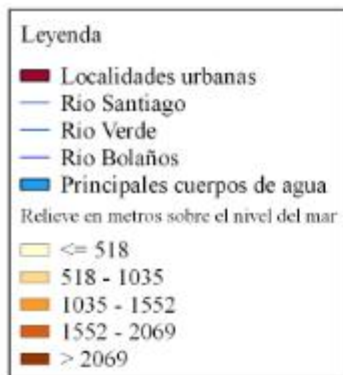 Leyenda
Localidades urbanas
Rio Santiago
Rio Verde
Rio Bolaños
Principales cuerpos de agua
Relieve en metros sobre el nivel del mar
<= 518
518 - 1035
1035 - 1552
1552 - 2069
> 2069